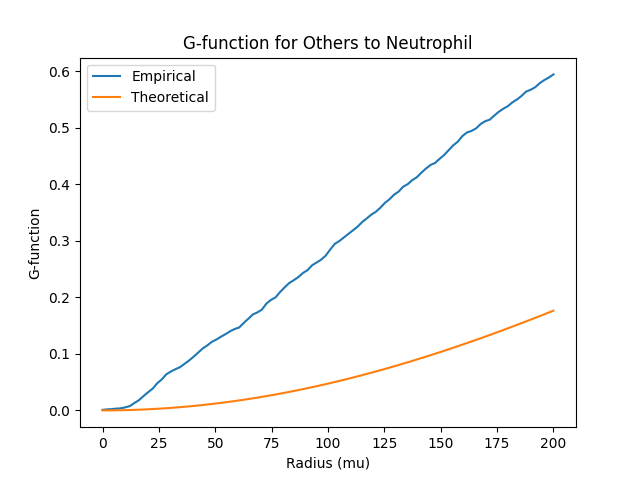 G-function for Others to Neutrophil
Empirical
Theoretical
G-function
0.6
0.5
0.4
0.3
0.2
0.1
0.0
0 25 50 75 100 125 150 175 200
Radius (mu)